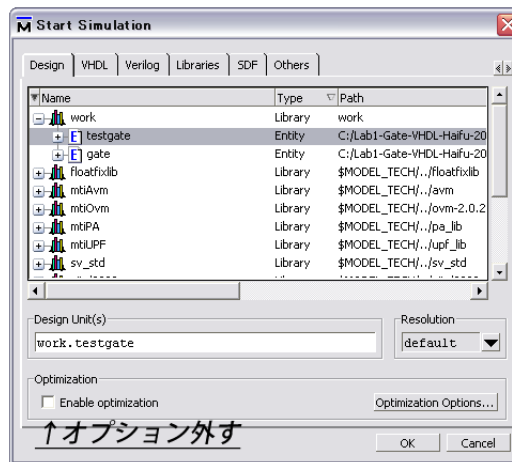 Start Simulation
Design VHDL Verilog Libraries SDF Others
Name Type Path
work Library work
testgate Entity C:/Lab1-Gate-VHDL-Haifu-20
gate Entity C:/Lab1-Gate-VHDL-Haifu-20
floatfixlib Library $MODEL_TECH/../floatfixlib
mtiAvm Library $MODEL_TECH/../avm
mtiOvm Library $MODEL_TECH/../ovm-2.0.2
mtiPA Library $MODEL_TECH/../pa_lib
mtiUPF Library $MODEL_TECH/../upf_lib
sv_std Library $MODEL_TECH/../sv_std
Design Unit(s) Resolution
work.testgate default
Optimization
Enable optimization Optimization Options...
↑オプション外す
OK Cancel